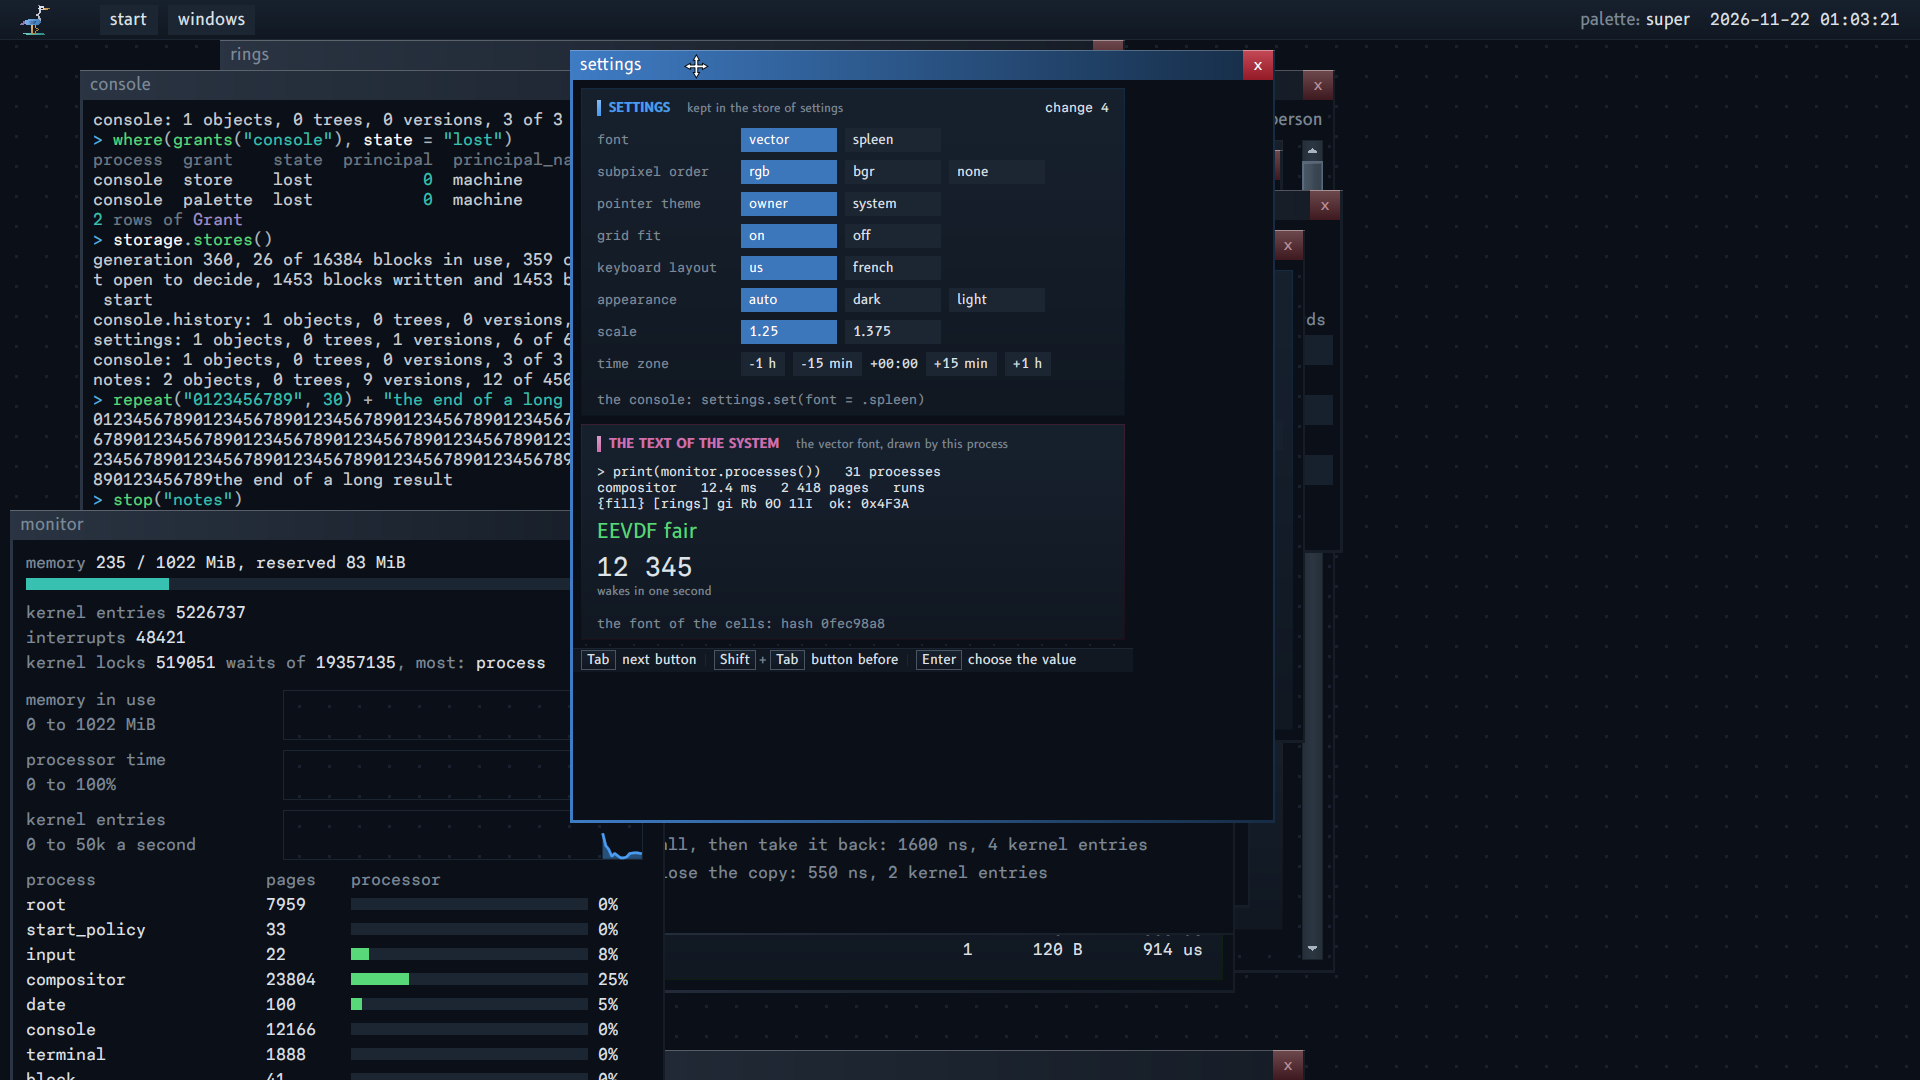 start windows palette: super 2026-11-22 01:03:21
rings
console
console: 1 objects, 0 trees, 0 versions, 3 of 3
> where(grants("console"), state = "lost")
process grant state principal principal_na
console store lost 0 machine
console palette lost 0 machine
2 rows of Grant
> storage.stores()
generation 360, 26 of 16384 blocks in use, 359
t open to decide, 1453 blocks written and 1453
start
console.history: 1 objects, 0 trees, 0 versions,
settings: 1 objects, 0 trees, 1 versions, 6 of 6
console: 1 objects, 0 trees, 0 versions, 3 of 3
notes: 2 objects, 0 trees, 9 versions, 12 of 450
> repeat("0123456789", 30) + "the end of a long
012345678901234567890123456789012345678901234567
678901234567890123456789012345678901234567890123
234567890123456789012345678901234567890123456789
890123456789the end of a long result
> stop("notes")
settings x
SETTINGS kept in the store of settings change 4
font vector spleen
subpixel order rgb bgr none
pointer theme owner system
grid fit on off
keyboard layout us french
appearance auto dark light
scale 1.25 1.375
time zone -1 h -15 min +00:00 +15 min +1 h
the console: settings.set(font = .spleen)
THE TEXT OF THE SYSTEM the vector font, drawn by this process
> print(monitor.processes()) 31 processes
compositor 12.4 ms 2 418 pages runs
{fill} [rings] gi Rb 0O 1lI ok: 0x4F3A
EEVDF fair
12 345
wakes in one second
the font of the cells: hash 0fec98a8
Tab next button Shift + Tab button before Enter choose the value
x
erson
x
x
ds
monitor
memory 235 / 1022 MiB, reserved 83 MiB
kernel entries 5226737
interrupts 48421
kernel locks 519051 waits of 19357135, most: process
memory in use
0 to 1022 MiB
processor time
0 to 100%
kernel entries
0 to 50k a second
process pages processor
root 7959 0%
start_policy 33 0%
input 22 8%
compositor 23804 25%
date 100 5%
console 12166 0%
terminal 1888 0%
block 41 0%
all, then take it back: 1600 ns, 4 kernel entries
lose the copy: 550 ns, 2 kernel entries
1 120 B 914 us
x